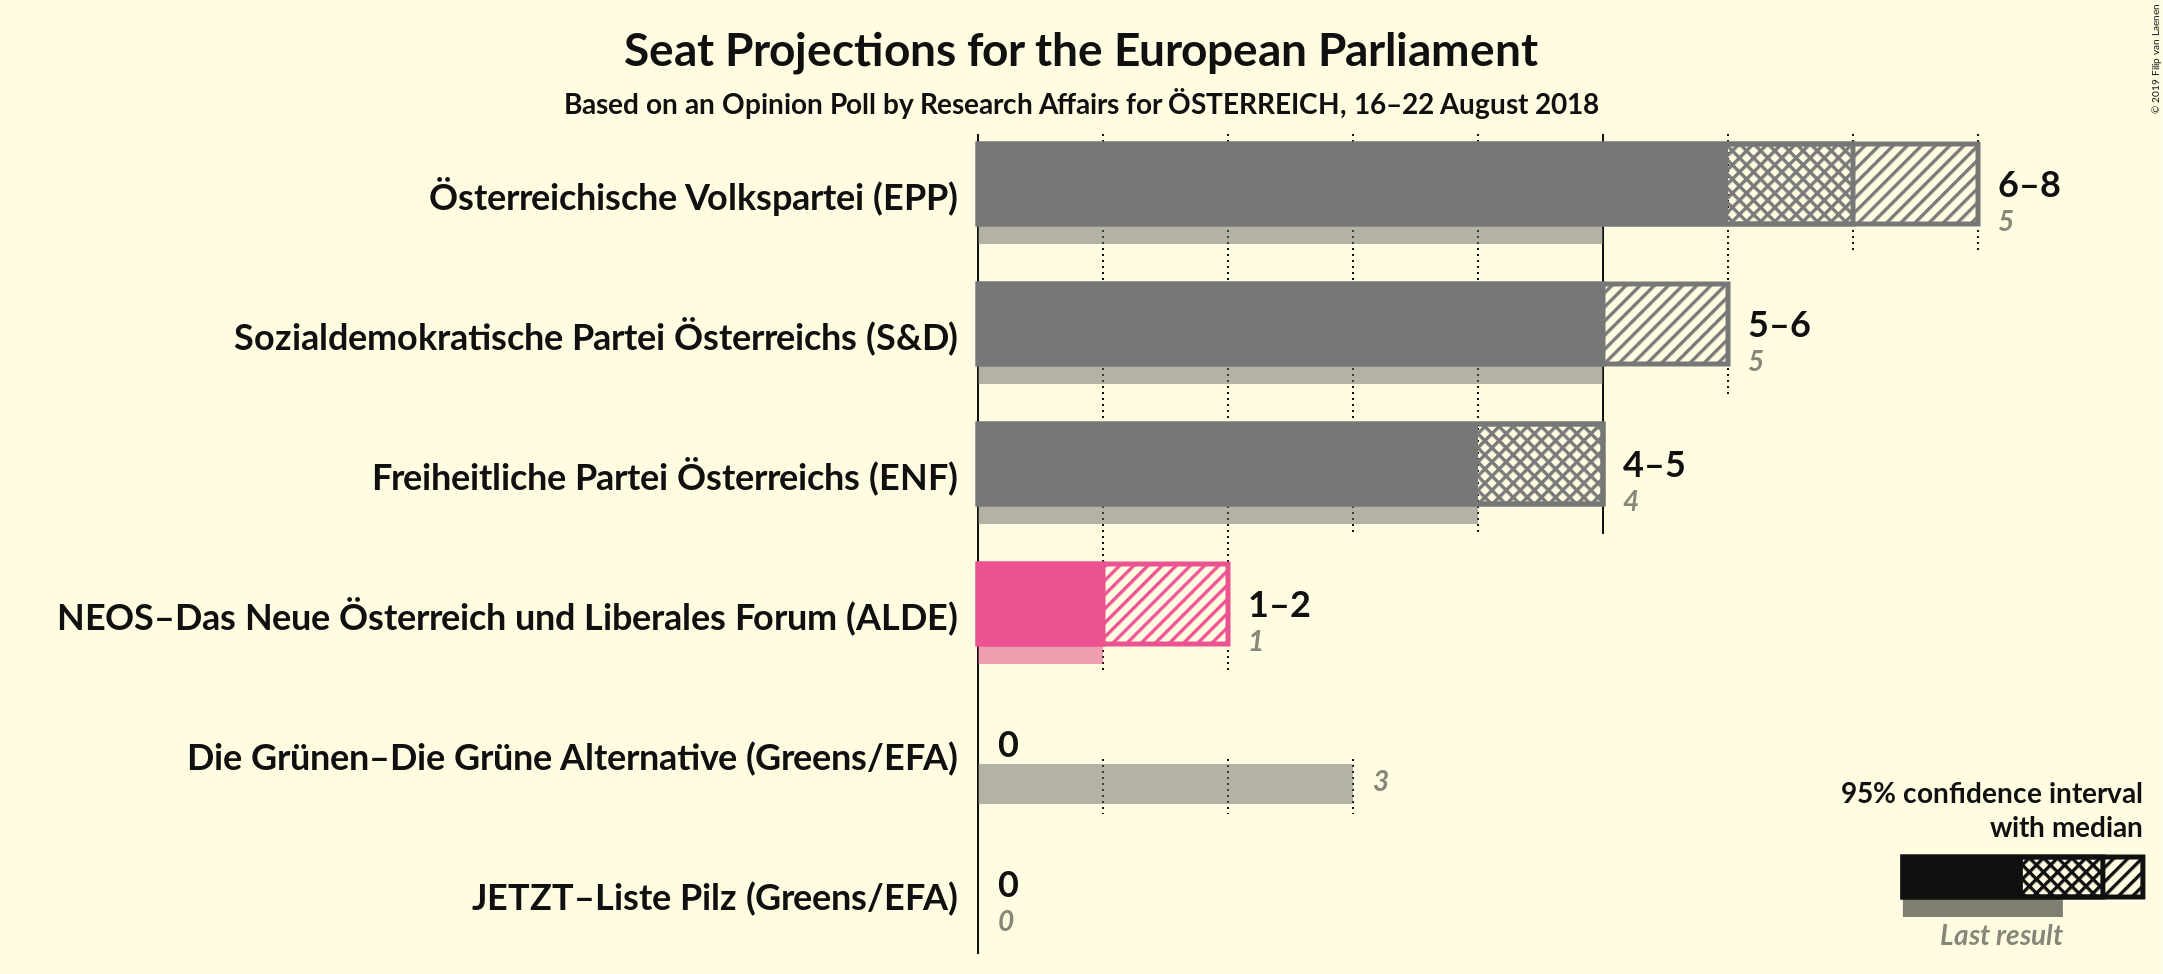 Seat Projections for the European Parliament
Based on an Opinion Poll by Research Affairs for ÖSTERREICH, 16–22 August 2018
© 2019 Filip van Laenen
Österreichische Volkspartei (EPP)
6–8
5
Sozialdemokratische Partei Österreichs (S&D)
5–6
5
Freiheitliche Partei Österreichs (ENF)
4–5
4
NEOS–Das Neue Österreich und Liberales Forum (ALDE)
1–2
1
Die Grünen–Die Grüne Alternative (Greens/EFA)
0
3
JETZT–Liste Pilz (Greens/EFA)
0
0
95% confidence interval
with median
Last result